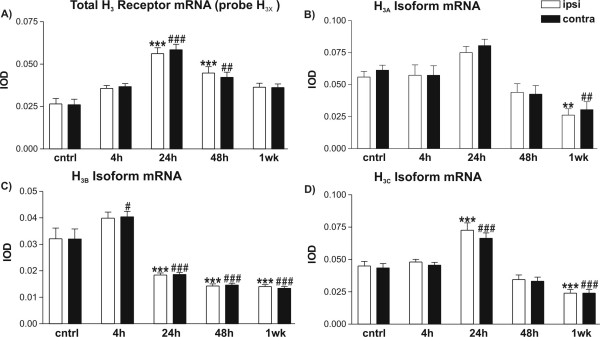 Total H3 Receptor mRNA (probe H3X )
A)
IOD
0.075
0.050
0.025
0.000
*** ###
*** ##
cntrl 4h 24h 48h 1wk
H3A Isoform mRNA
B)
ipsi
contra
IOD
0.100
0.075
0.050
0.025
0.000
** ##
cntrl 4h 24h 48h 1wk
H3B Isoform mRNA
C)
IOD
0.05
0.04
0.03
0.02
0.01
0.00
#
*** ###
*** ###
*** ###
cntrl 4h 24h 48h 1wk
H3C Isoform mRNA
D)
IOD
0.100
0.075
0.050
0.025
0.000
*** ###
*** ###
cntrl 4h 24h 48h 1wk